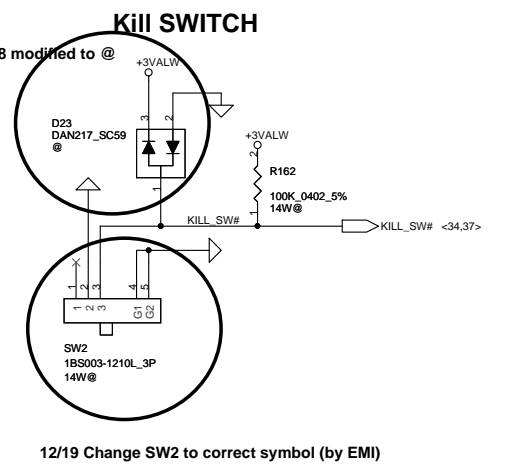 Kill SWITCH
8 modified to @
+3VALW
D23
DAN217_SC59
@
3
2
1
+3VALW
2
R162
100K_0402_5%
14W@
1
KILL_SW#
KILL_SW# <34,37>
1
2
3
4
5
1
2
3
G1
G2
SW2
1BS003-1210L_3P
14W@
12/19 Change SW2 to correct symbol (by EMI)